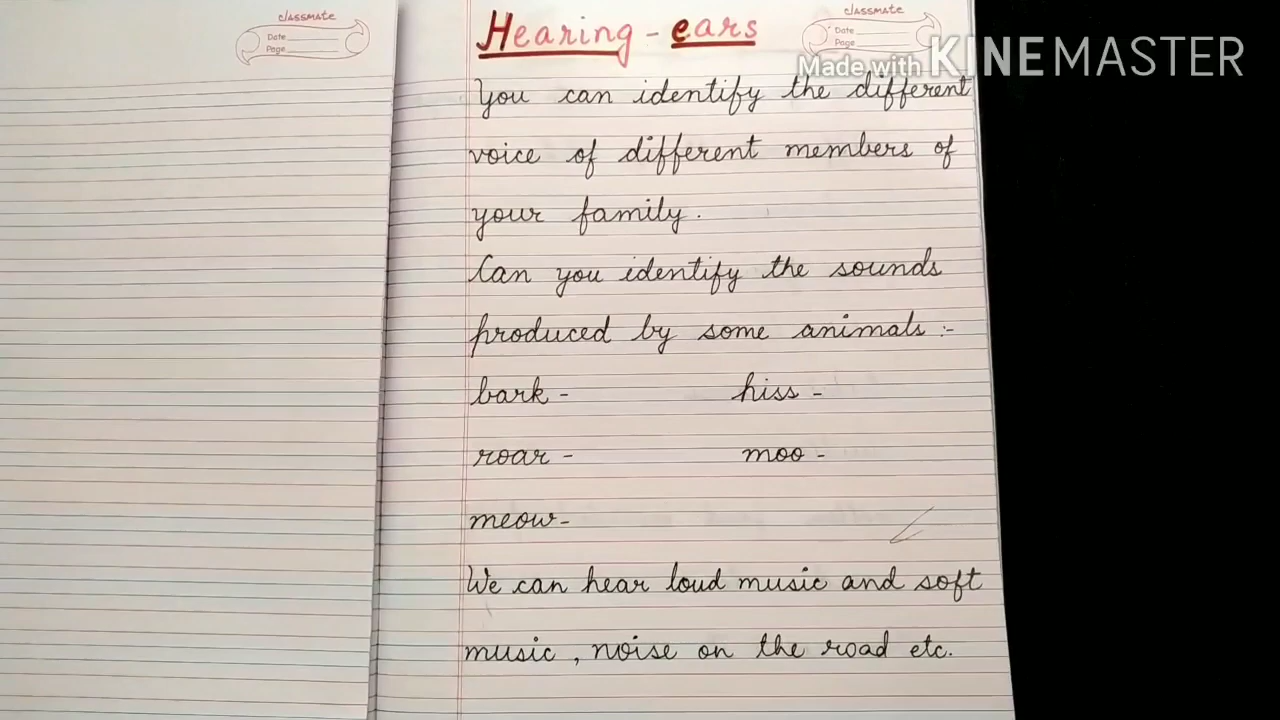 classmate
Date
Page
classmate
Date
Page
Made with KINEMASTER
Hearing - ears
You can identify the different
voice of different members of
your family.
Can you identify the sounds
produced by some animals :-
bark - hiss -
roar - moo -
meow-
We can hear loud music and soft
music , noise on the road etc.